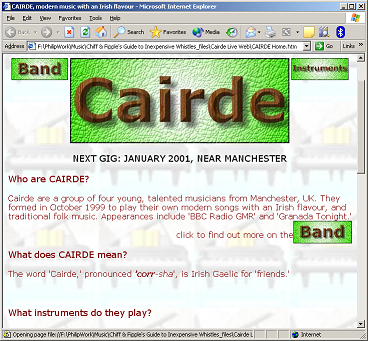 CAIRDE, modern music with an Irish flavour - Microsoft Internet Explorer
File Edit View Favorites Tools Help
Back Search Favorites Media
Address F:\PhilipWork\Music\Chiff & Fipple's Guide to Inexpensive Whistles_files\Cairde Live Web\CAIRDE Home.htm Go Links »
Band
Cairde
Instruments
NEXT GIG: JANUARY 2001, NEAR MANCHESTER
Who are CAIRDE?
Cairde are a group of four young, talented musicians from Manchester, UK. They
formed in October 1999 to play their own modern songs with an Irish flavour, and
traditional folk music. Appearances include 'BBC Radio GMR' and 'Granada Tonight.'
click to find out more on the Band
What does CAIRDE mean?
The word 'Cairde,' pronounced 'corr-sha', is Irish Gaelic for 'friends.'
What instruments do they play?
Opening page file://F:\PhilipWork\Music\Chiff & Fipple's Guide to Inexpensive Whistles_files\Cairde L Internet